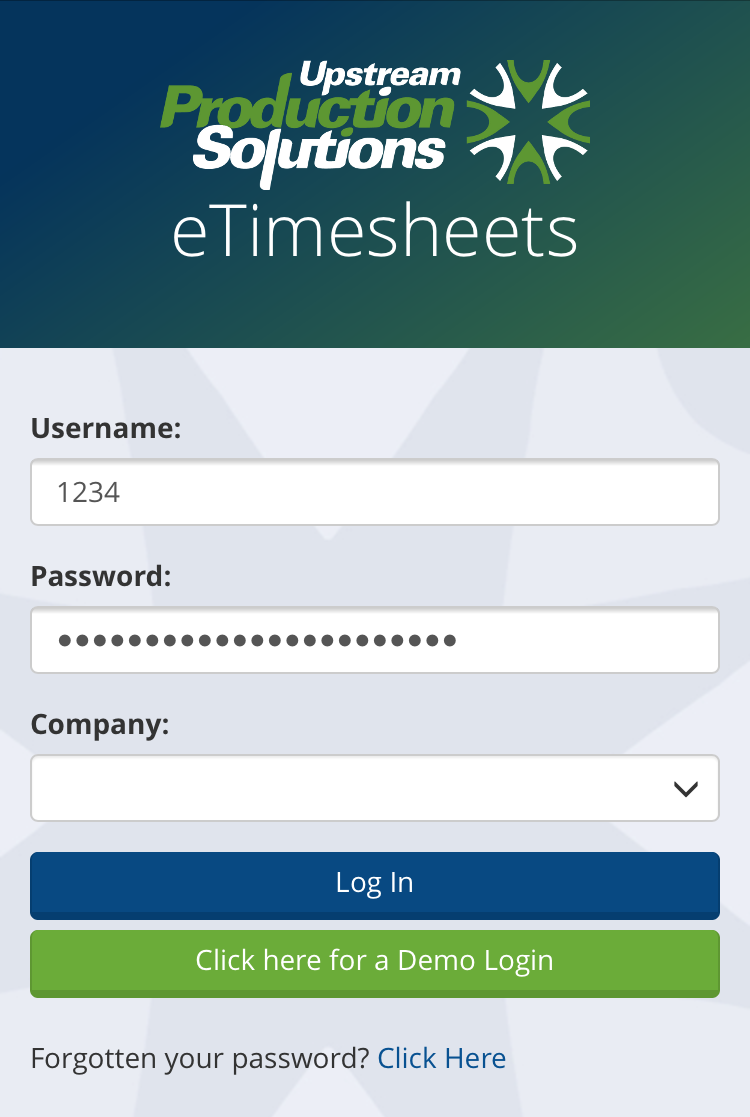 Upstream
Production
Solutions
eTimesheets
Username:
1234
Password:
•••••••••••••••••••••••
Company:
Log In
Click here for a Demo Login
Forgotten your password? Click Here